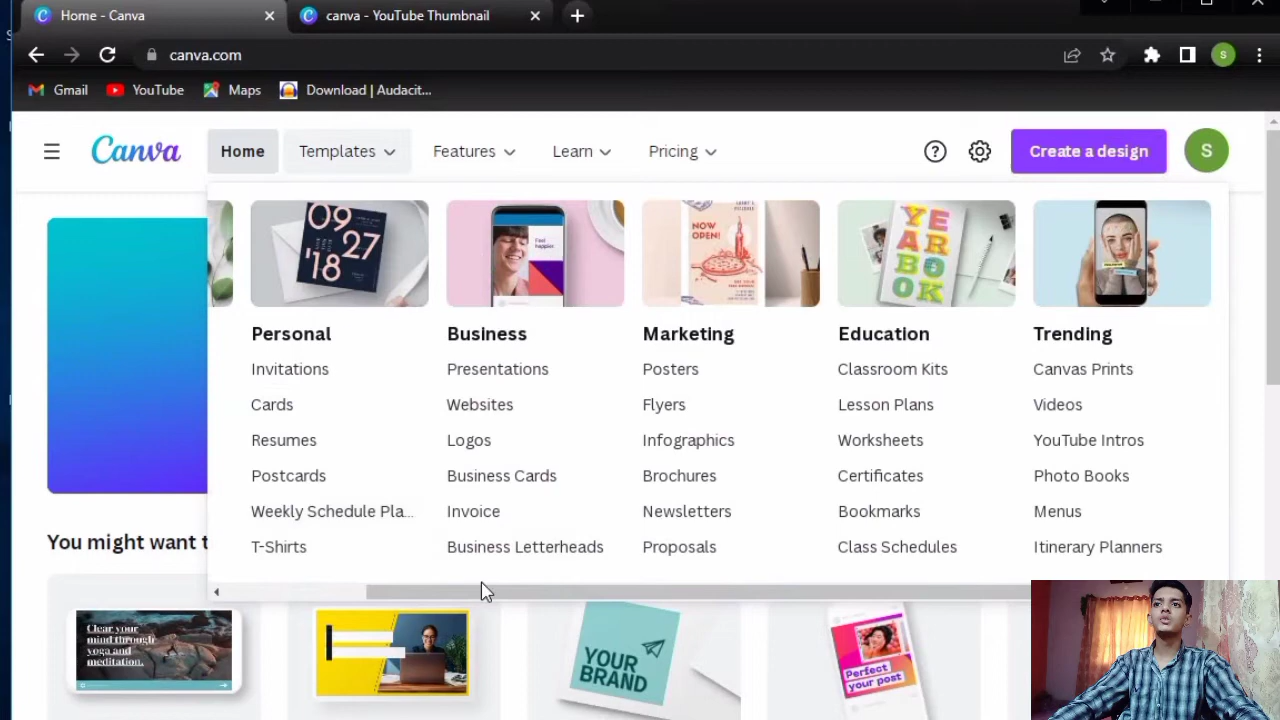 Home - Canva
canva - YouTube Thumbnail
canva.com
S
Gmail
YouTube
Maps
Download | Audacit...
Canva
Home
Templates
Features
Learn
Pricing
Create a design
S
09
27
'18
Feel
happier
NOW
OPEN!
YEARBOOK
Personal
Business
Marketing
Education
Trending
Invitations
Presentations
Posters
Classroom Kits
Canvas Prints
Cards
Websites
Flyers
Lesson Plans
Videos
Resumes
Logos
Infographics
Worksheets
YouTube Intros
Postcards
Business Cards
Brochures
Certificates
Photo Books
Weekly Schedule Pla...
Invoice
Newsletters
Bookmarks
Menus
T-Shirts
Business Letterheads
Proposals
Class Schedules
Itinerary Planners
You might want t
Clear your
mind through
yoga and
meditation.
YOUR
BRAND
Perfect
your post